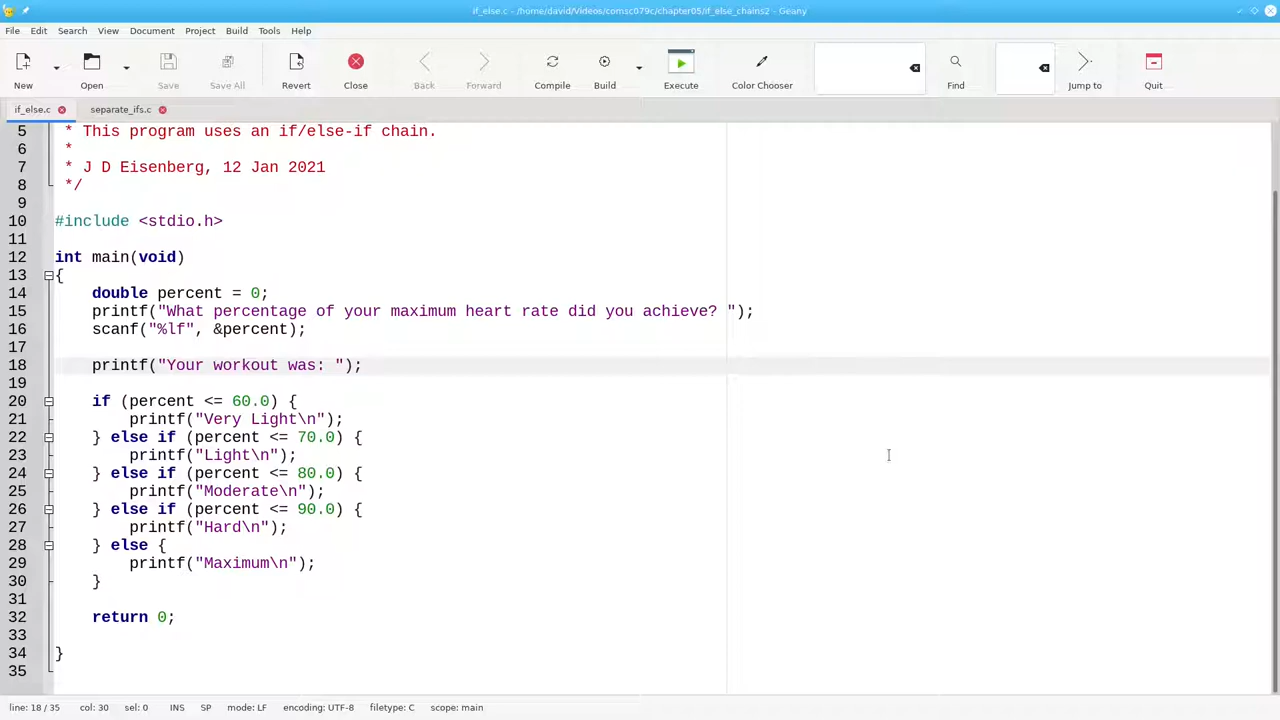 if_else.c - /home/david/Videos/comsc079c/chapter05/if_else_chains2 - Geany
File Edit Search View Document Project Build Tools Help
New Open Save Save All Revert Close Back Forward Compile Build Execute Color Chooser Find Jump to Quit
if_else.c separate_ifs.c
5 * This program uses an if/else-if chain.
6 *
7 * J D Eisenberg, 12 Jan 2021
8 */
9
10 #include <stdio.h>
11
12 int main(void)
13 {
14 double percent = 0;
15 printf("What percentage of your maximum heart rate did you achieve? ");
16 scanf("%lf", &percent);
17
18 printf("Your workout was: ");
19
20 if (percent <= 60.0) {
21 printf("Very Light\n");
22 } else if (percent <= 70.0) {
23 printf("Light\n");
24 } else if (percent <= 80.0) {
25 printf("Moderate\n");
26 } else if (percent <= 90.0) {
27 printf("Hard\n");
28 } else {
29 printf("Maximum\n");
30 }
31
32 return 0;
33
34 }
35
line: 18 / 35 col: 30 sel: 0 INS SP mode: LF encoding: UTF-8 filetype: C scope: main